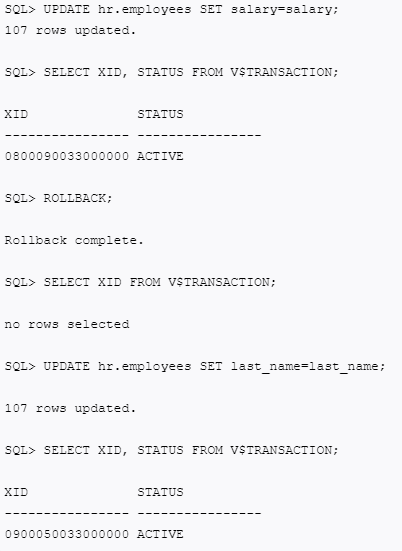 SQL> UPDATE hr.employees SET salary=salary;
107 rows updated.
SQL> SELECT XID, STATUS FROM V$TRANSACTION;
XID              STATUS
---------------- ----------------
0800090033000000 ACTIVE
SQL> ROLLBACK;
Rollback complete.
SQL> SELECT XID FROM V$TRANSACTION;
no rows selected
SQL> UPDATE hr.employees SET last_name=last_name;
107 rows updated.
SQL> SELECT XID, STATUS FROM V$TRANSACTION;
XID              STATUS
---------------- ----------------
0900050033000000 ACTIVE